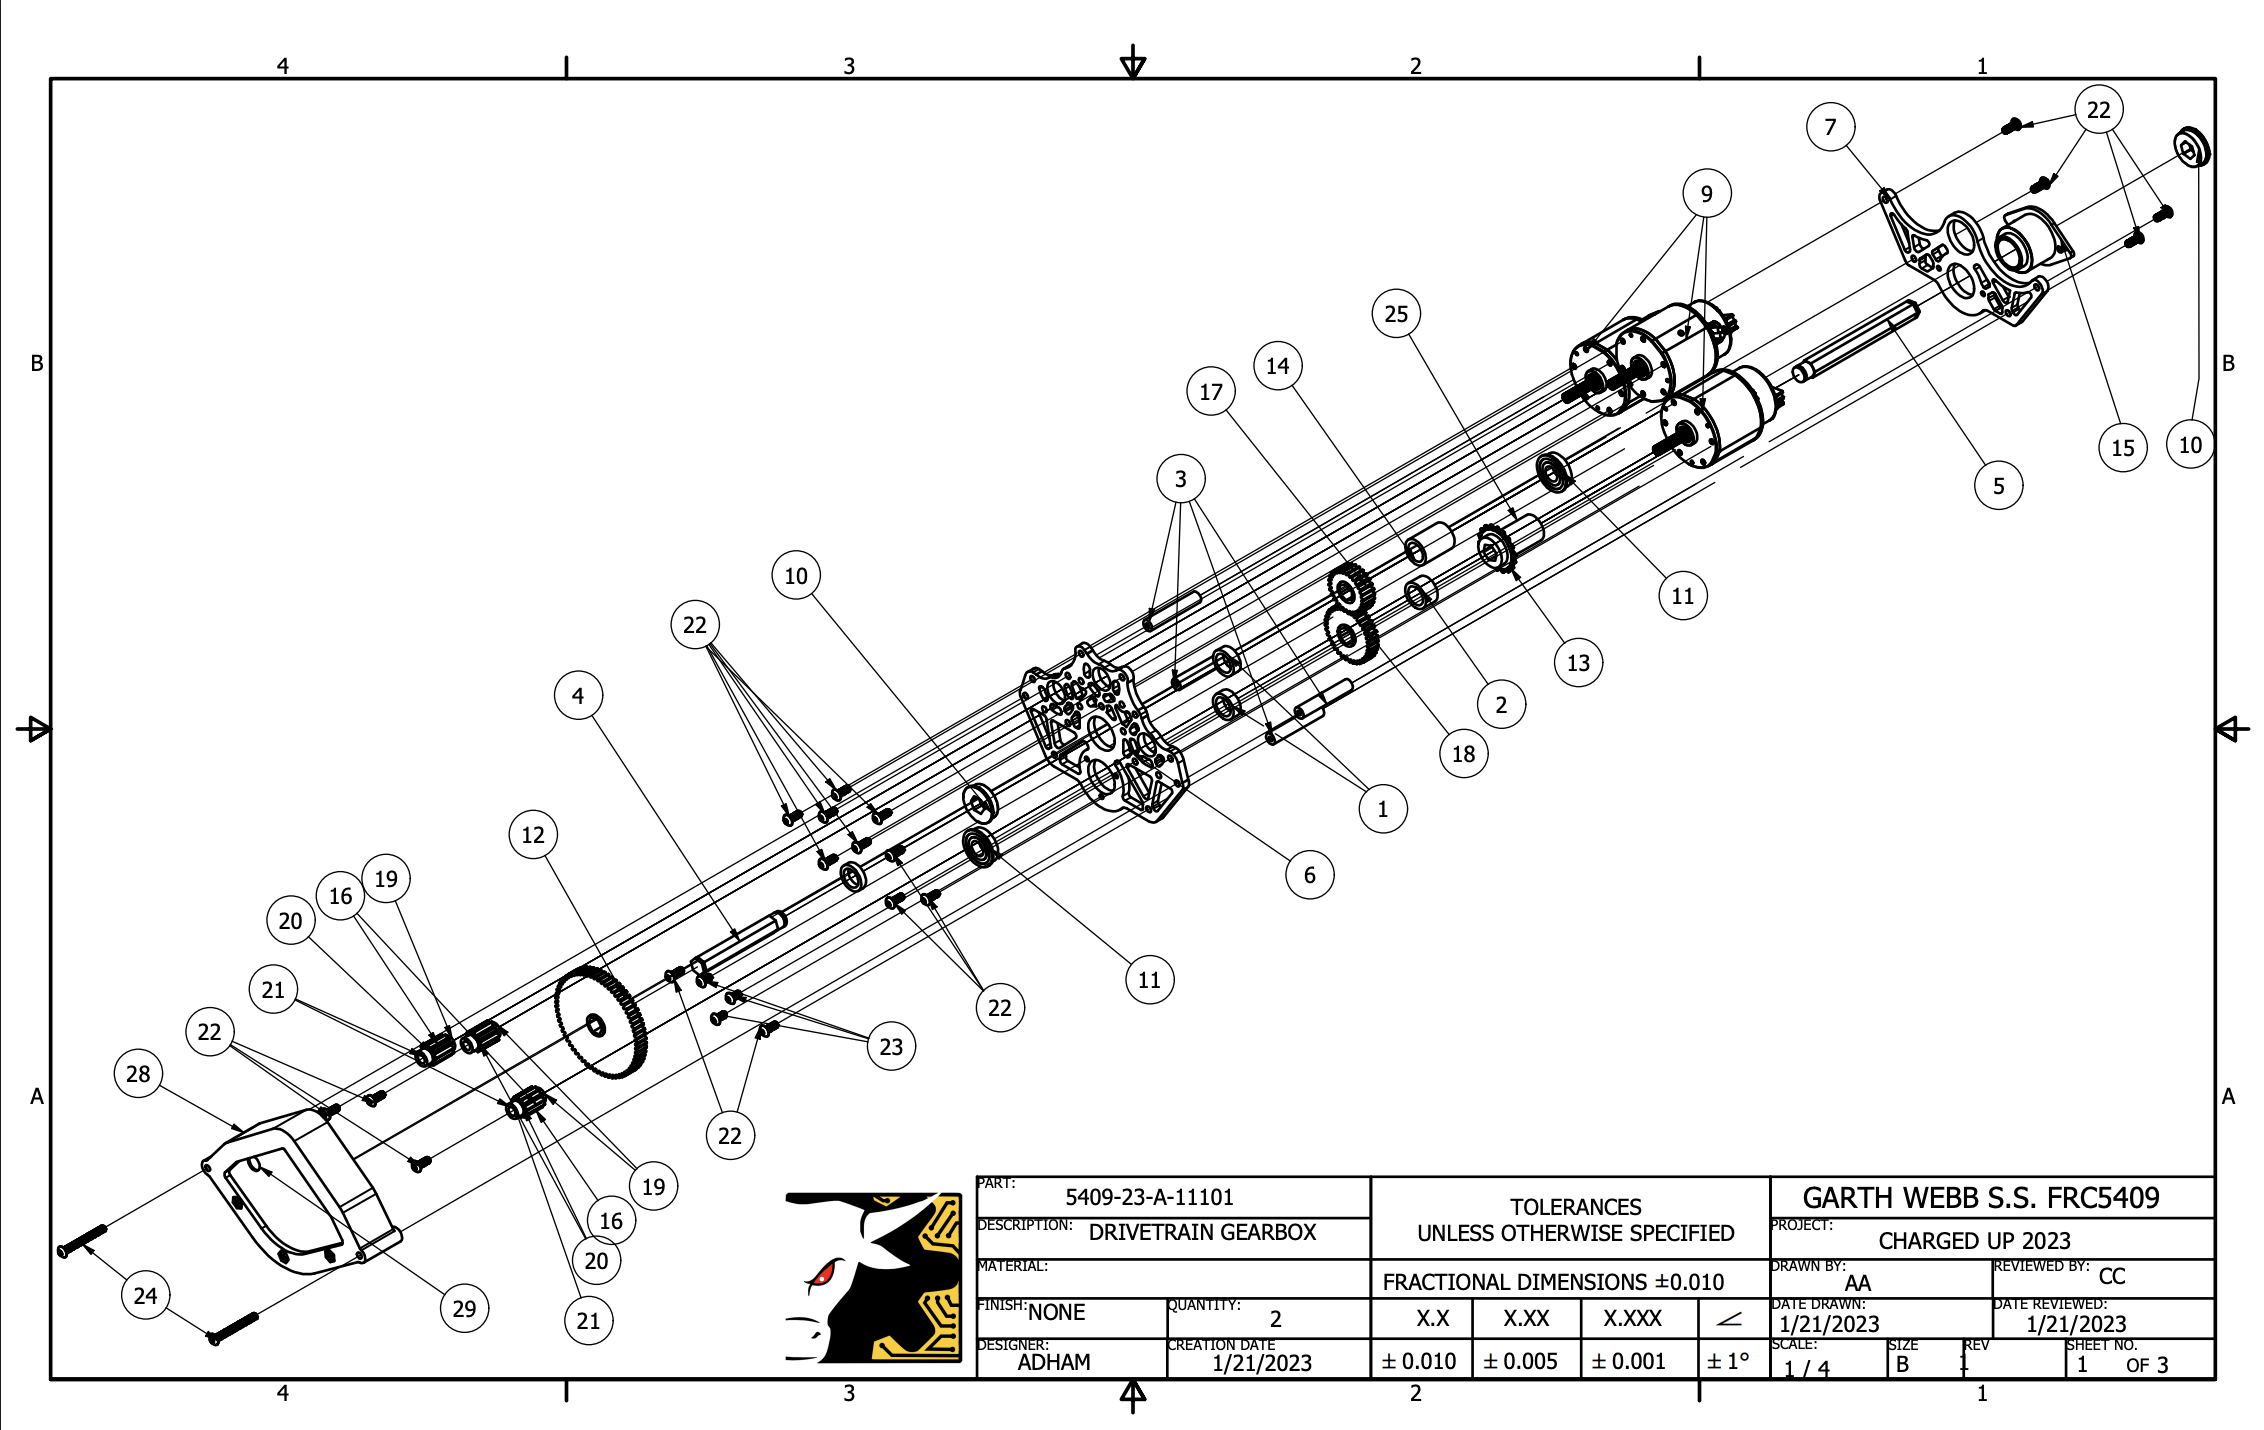 4 3 2 1
7
22
9
25
B
B
14
17
15
10
3
5
10
11
22
13
4
2
18
1
12
6
19
16
20
11
21
22
22
23
28
A
A
22
19
16
20
24
29
21
PART:
5409-23-A-11101
DESCRIPTION: DRIVETRAIN GEARBOX
MATERIAL:
FINISH: NONE
QUANTITY: 2
DESIGNER: ADHAM
CREATION DATE 1/21/2023
TOLERANCES
UNLESS OTHERWISE SPECIFIED
FRACTIONAL DIMENSIONS ±0.010
X.X X.XX X.XXX ∠
± 0.010 ± 0.005 ± 0.001 ± 1°
GARTH WEBB S.S. FRC5409
PROJECT:
CHARGED UP 2023
DRAWN BY: AA
REVIEWED BY: CC
DATE DRAWN: 1/21/2023
DATE REVIEWED: 1/21/2023
SCALE: 1 / 4
SIZE B
REV 1
SHEET NO. 1 OF 3
4 3 2 1